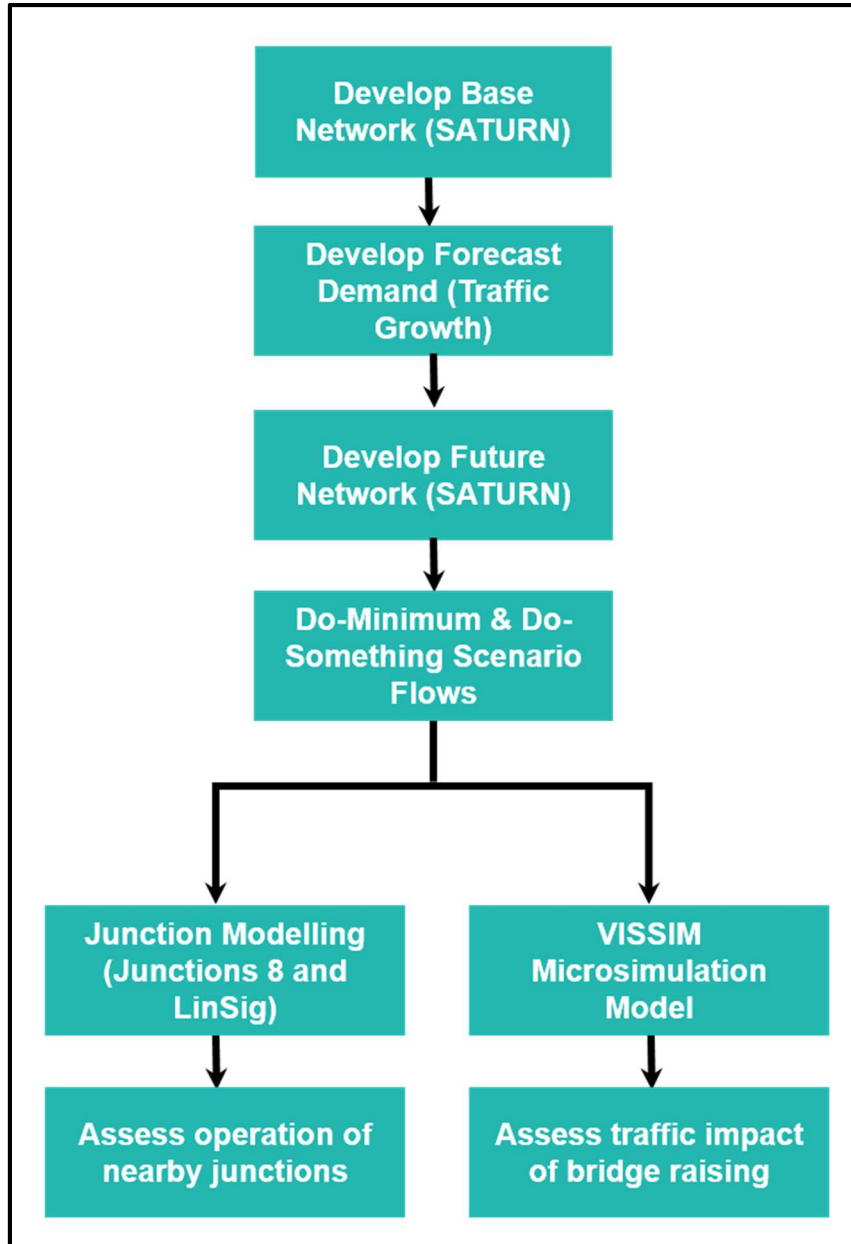 Develop Base
Network (SATURN)
Develop Forecast
Demand (Traffic
Growth)
Develop Future
Network (SATURN)
Do-Minimum & Do-
Something Scenario
Flows
Junction Modelling
(Junctions 8 and
LinSig)
VISSIM
Microsimulation
Model
Assess operation of
nearby junctions
Assess traffic impact
of bridge raising